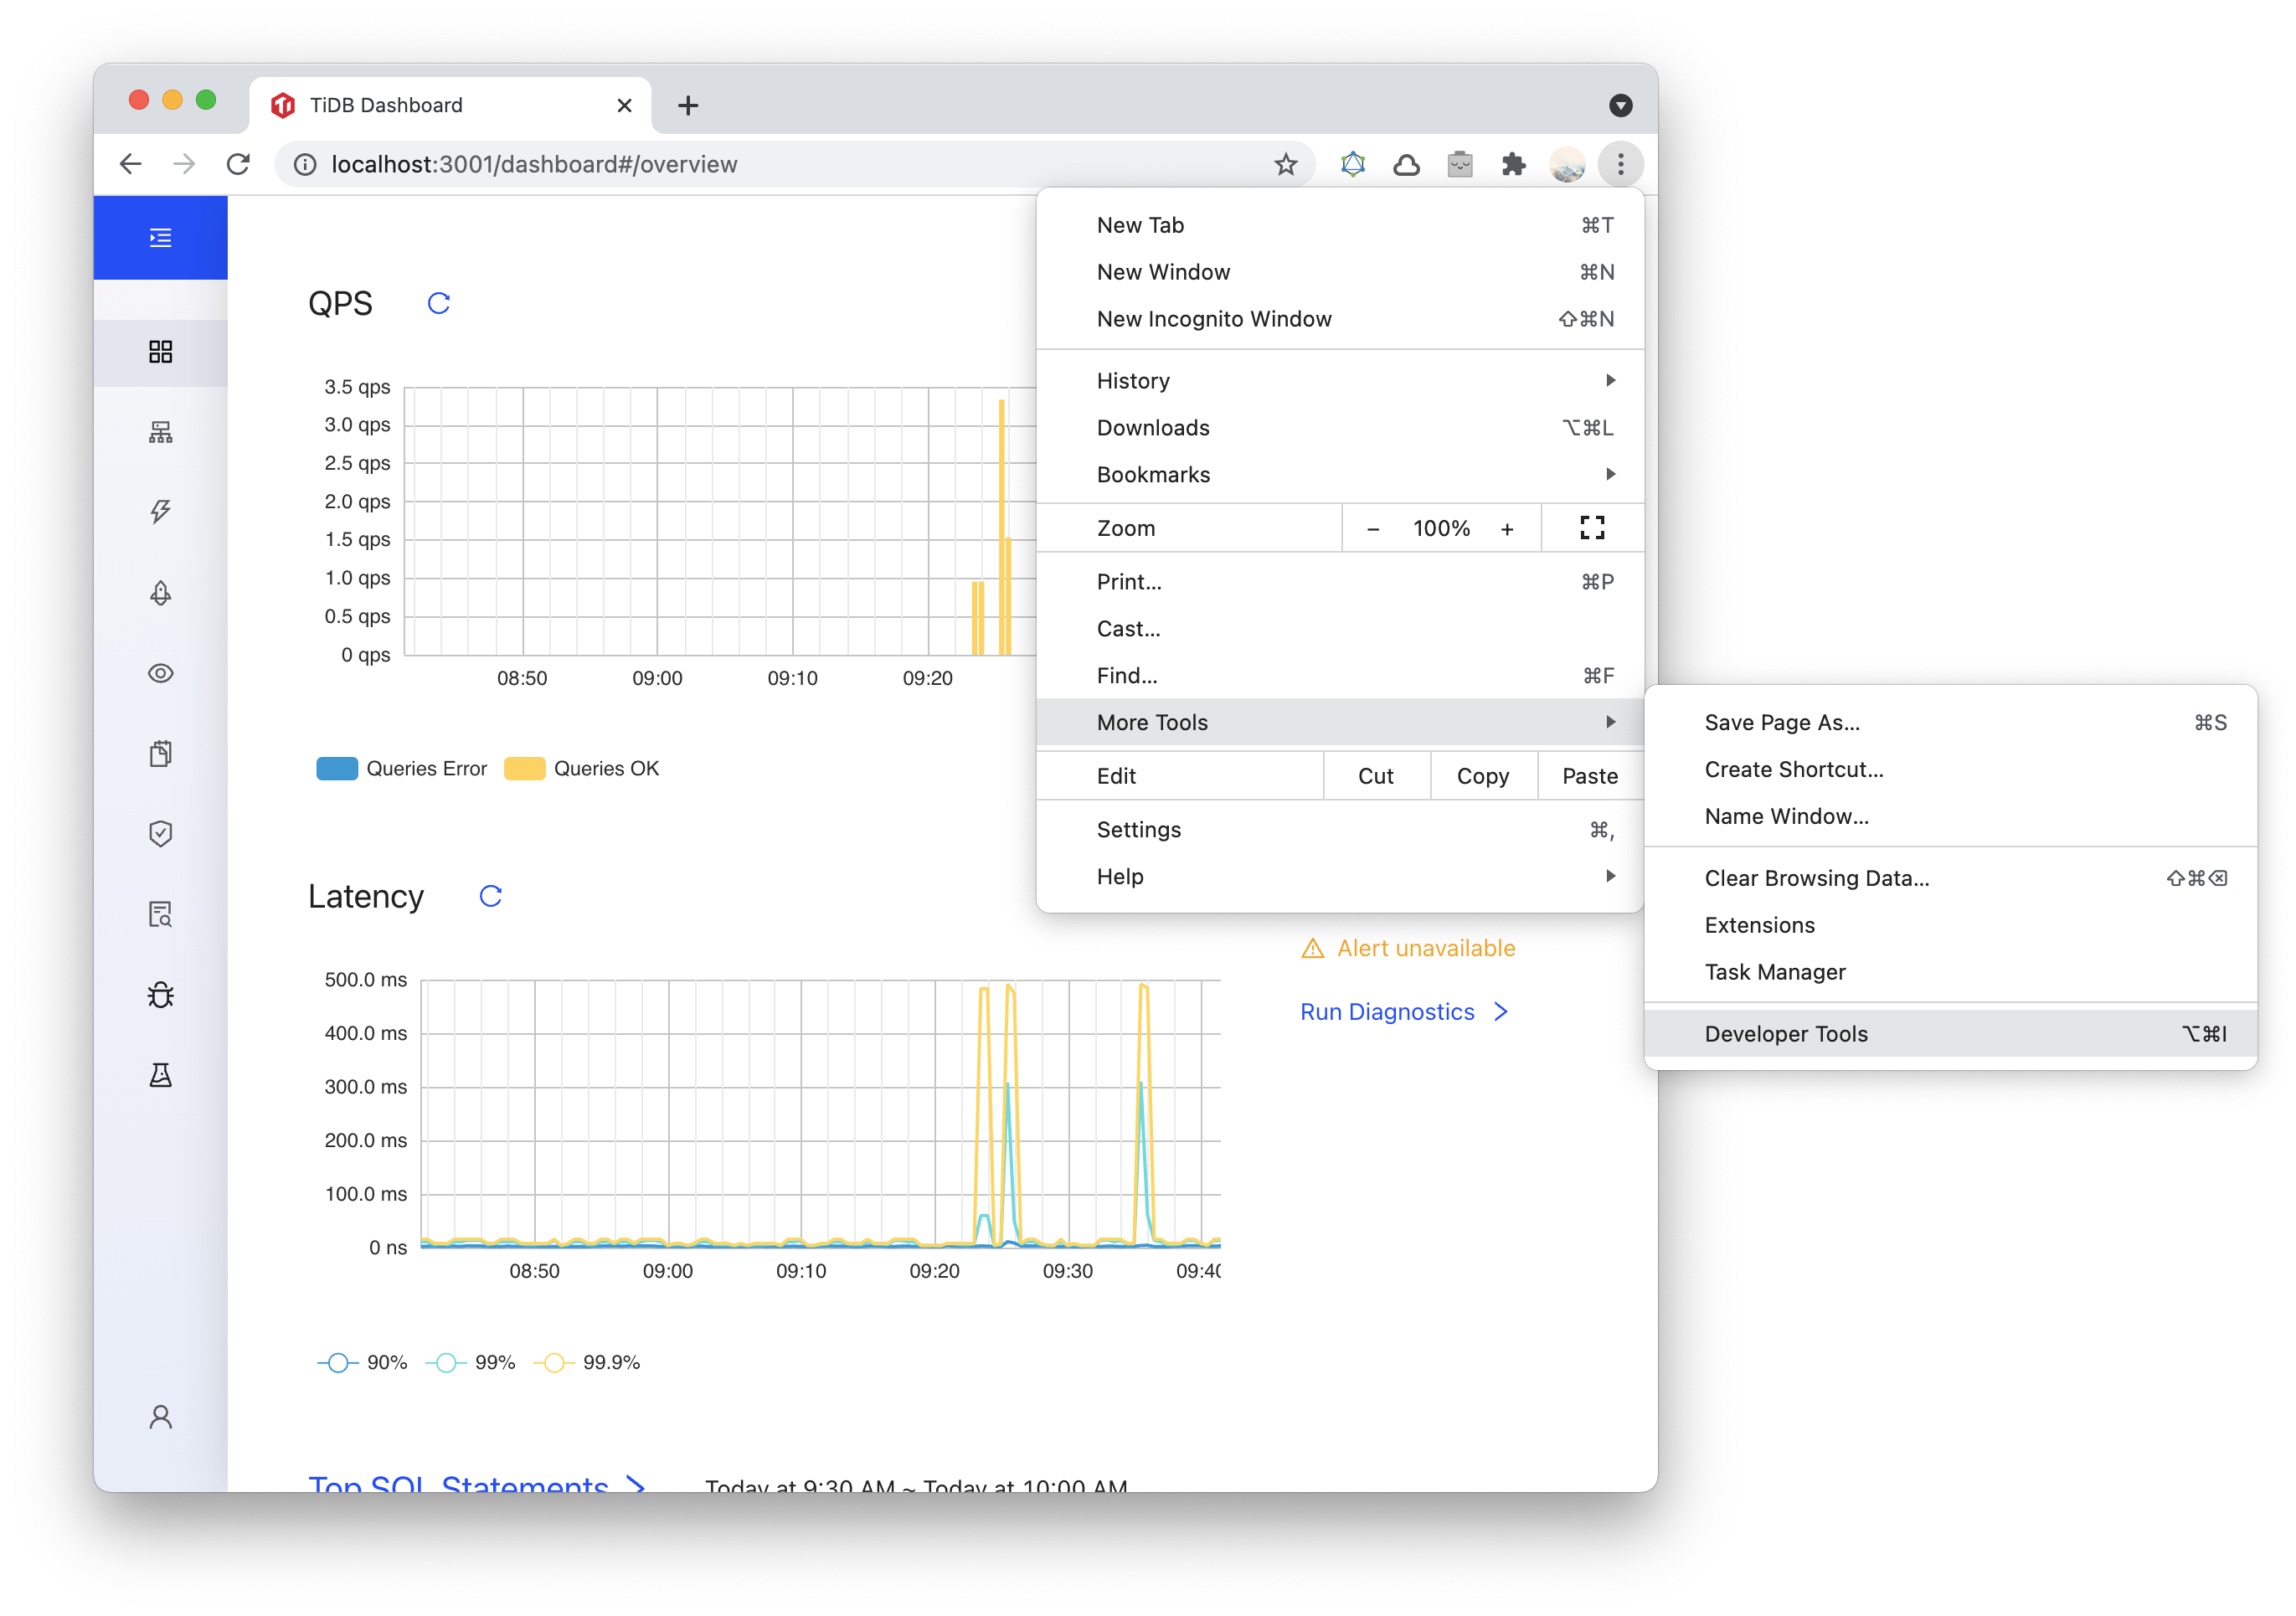 TiDB Dashboard
localhost:3001/dashboard#/overview
New Tab ⌘T
New Window ⌘N
New Incognito Window ⇧⌘N
History
Downloads ⌥⌘L
Bookmarks
Zoom − 100% +
Print... ⌘P
Cast...
Find... ⌘F
More Tools
Edit Cut Copy Paste
Settings ⌘,
Help
Save Page As... ⌘S
Create Shortcut...
Name Window...
Clear Browsing Data... ⇧⌘⌫
Extensions
Task Manager
Developer Tools ⌥⌘I
QPS
3.5 qps
3.0 qps
2.5 qps
2.0 qps
1.5 qps
1.0 qps
0.5 qps
0 qps
08:50 09:00 09:10 09:20
Queries Error Queries OK
Latency
Alert unavailable
Run Diagnostics
500.0 ms
400.0 ms
300.0 ms
200.0 ms
100.0 ms
0 ns
08:50 09:00 09:10 09:20 09:30 09:40
90% 99% 99.9%
Top SQL Statements Today at 9:30 AM ~ Today at 10:00 AM